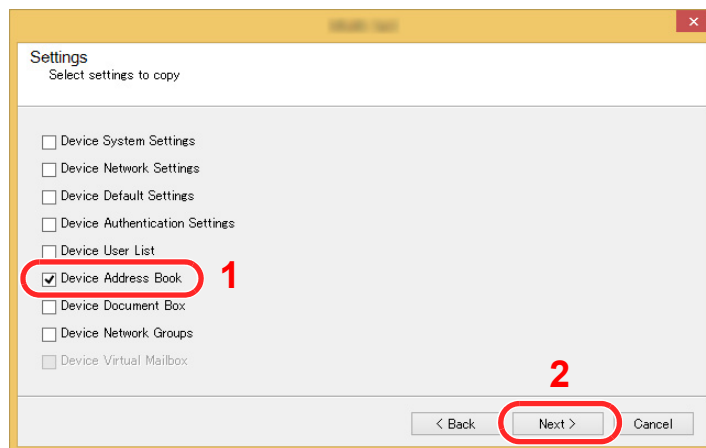 Settings
Select settings to copy
Device System Settings
Device Network Settings
Device Default Settings
Device Authentication Settings
Device User List
Device Address Book 1
Device Document Box
Device Network Groups
Device Virtual Mailbox
2
< Back Next > Cancel